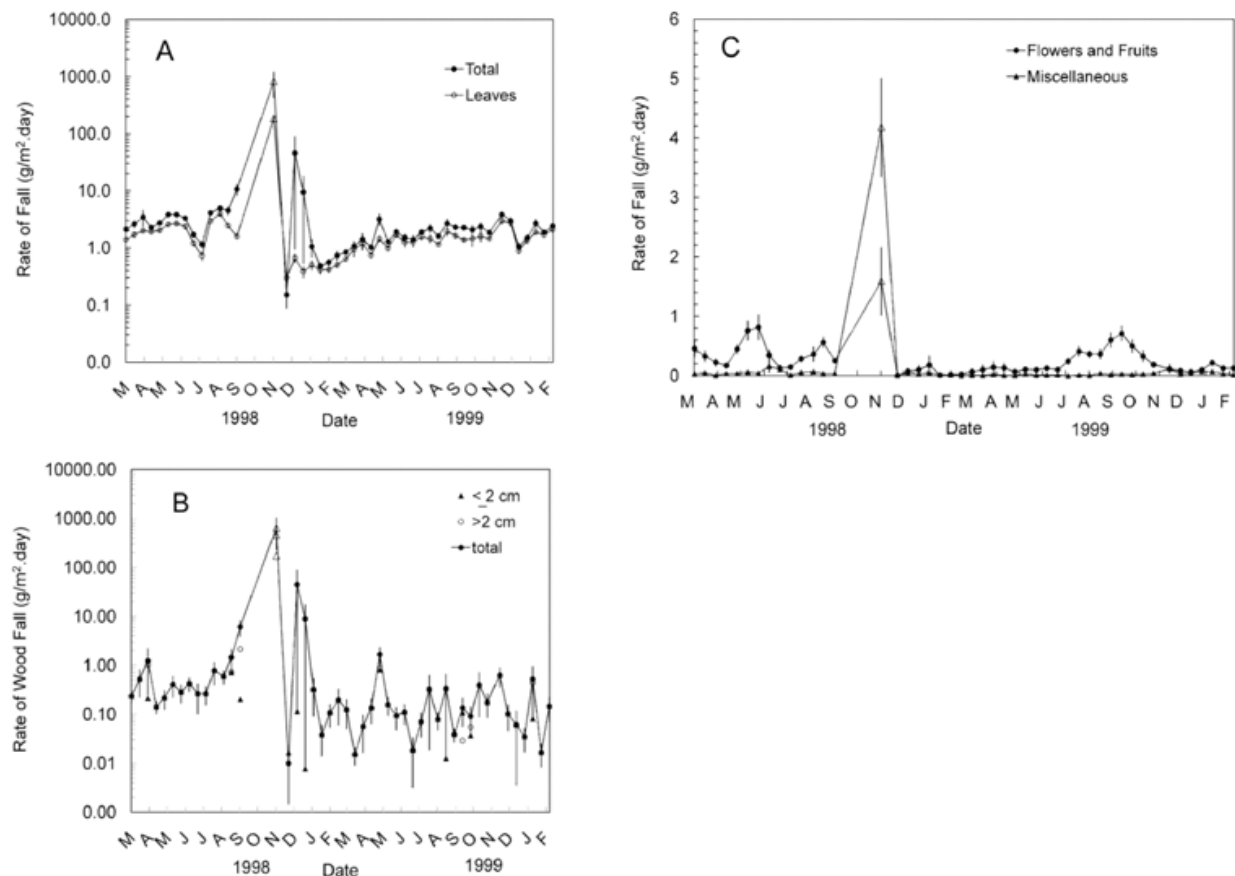 A
Total
Leaves
Rate of Fall (g/m².day)
10000.0
1000.0
100.0
10.0
1.0
0.1
0.0
M A M J J A S O N D J F M A M J J A S O N D J F
1998 Date 1999
B
<_2 cm
>2 cm
total
Rate of Wood Fall (g/m².day)
10000.00
1000.00
100.00
10.00
1.00
0.10
0.01
0.00
M A M J J A S O N D J F M A M J J A S O N D J F
1998 Date 1999
C
Flowers and Fruits
Miscellaneous
Rate of Fall (g/m².day)
6
5
4
3
2
1
0
M A M J J A S O N D J F M A M J J A S O N D J F
1998 Date 1999